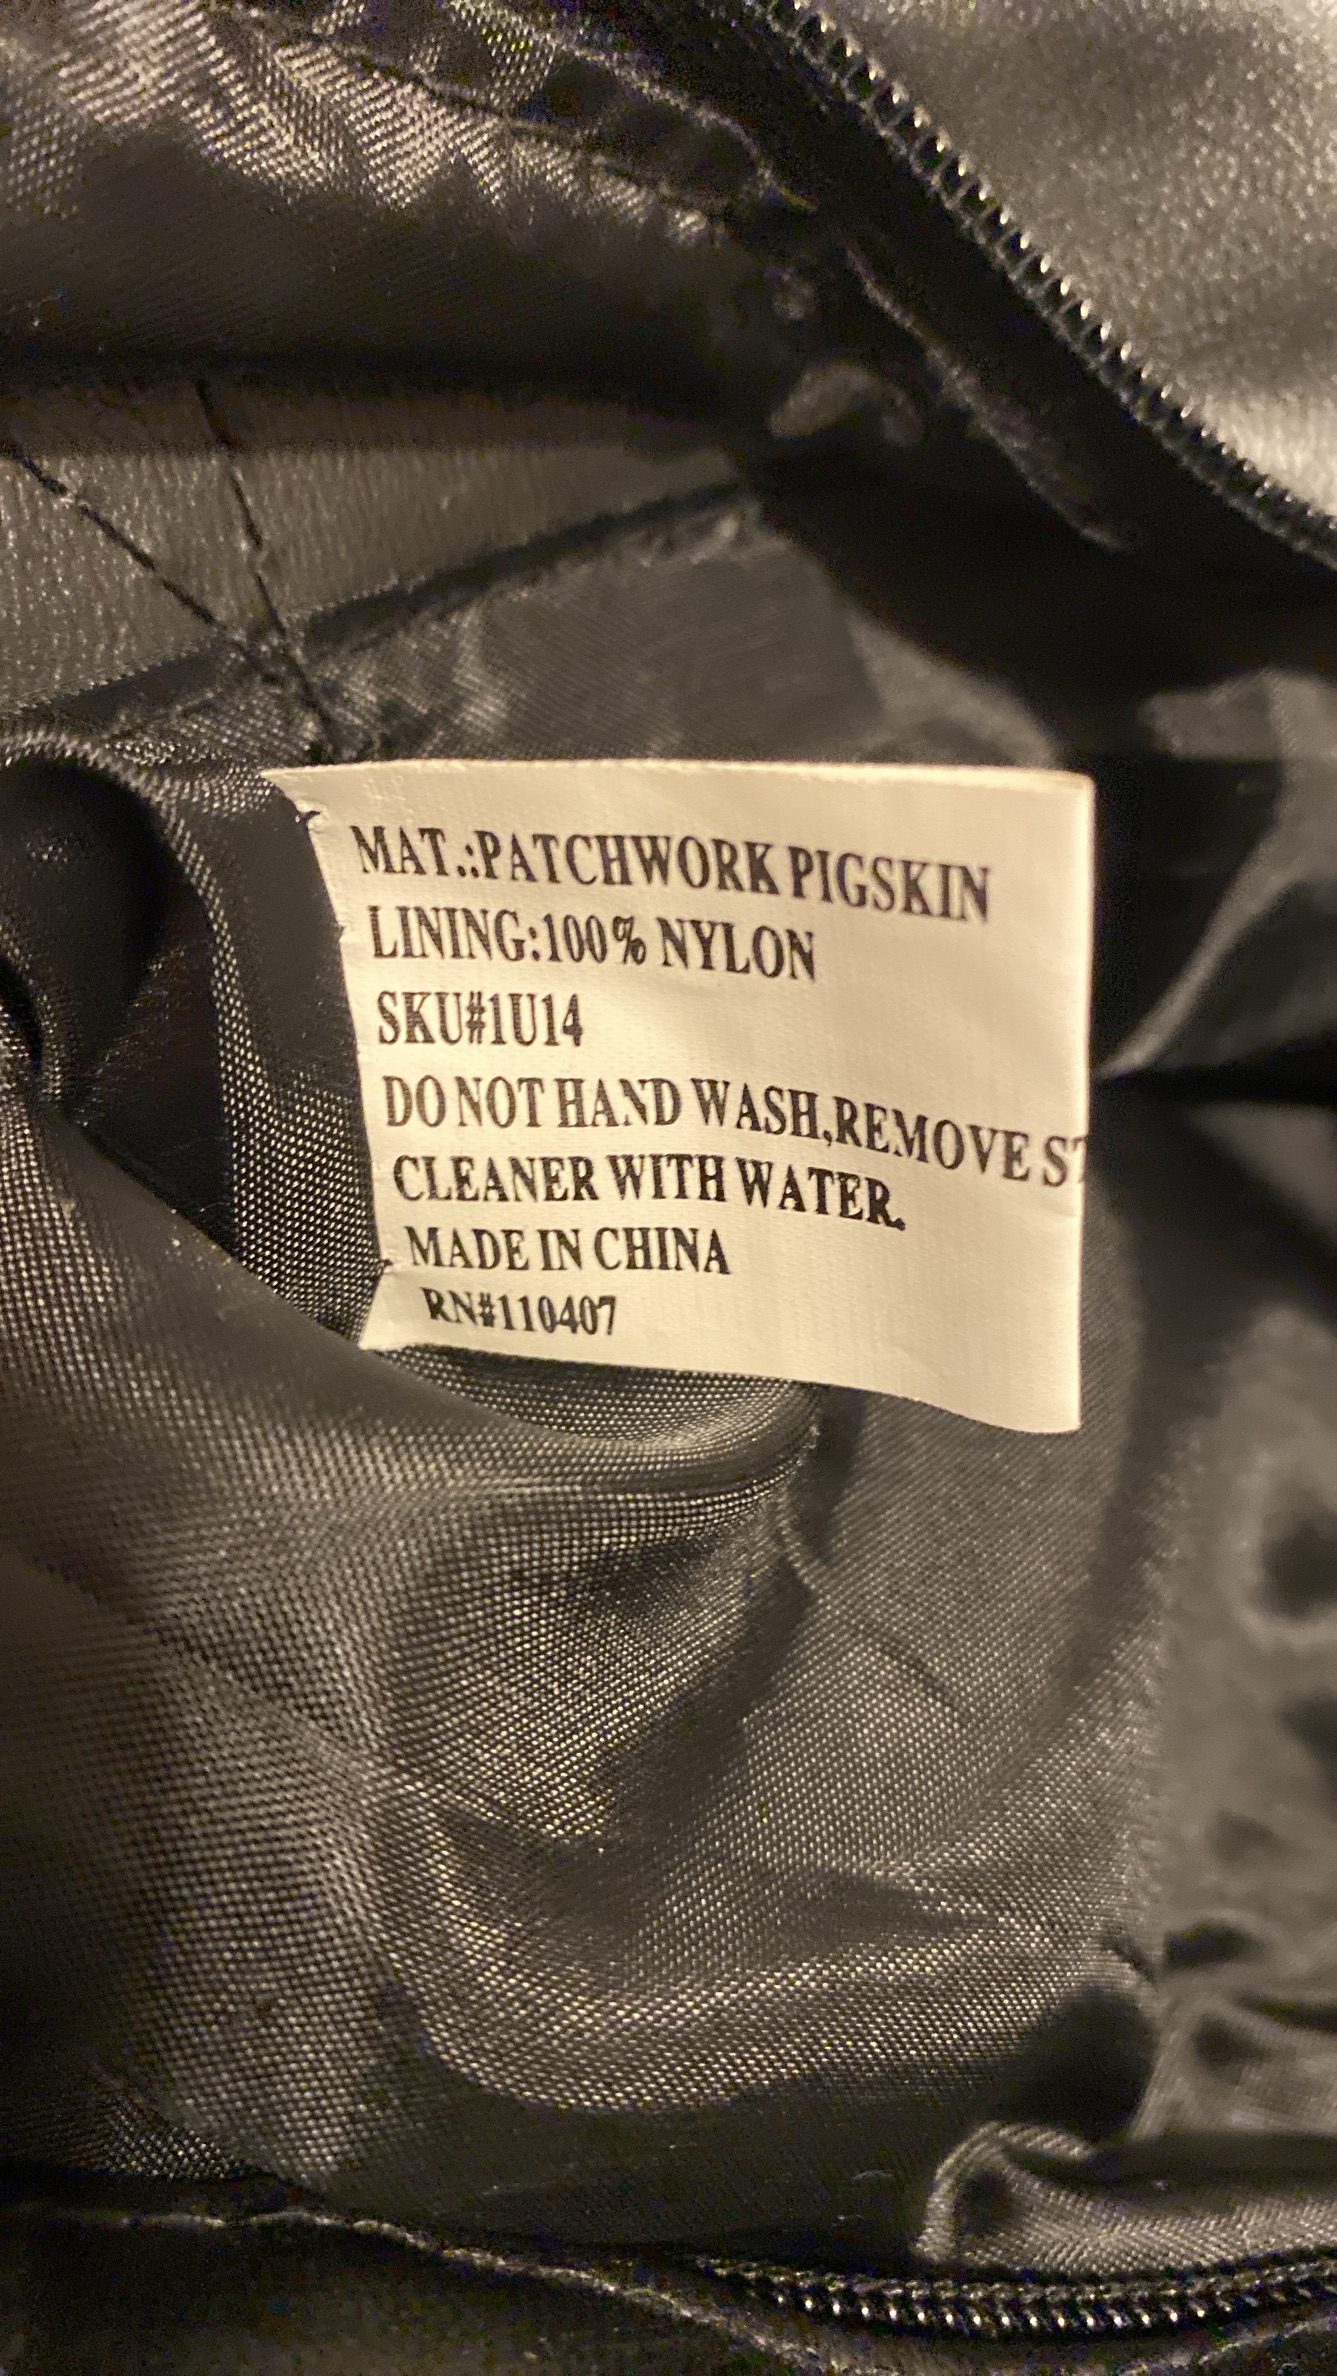 MAT.:PATCHWORK PIGSKIN
LINING:100% NYLON
SKU#1U14
DO NOT HAND WASH,REMOVE
CLEANER WITH WATER.
MADE IN CHINA
RN#110407